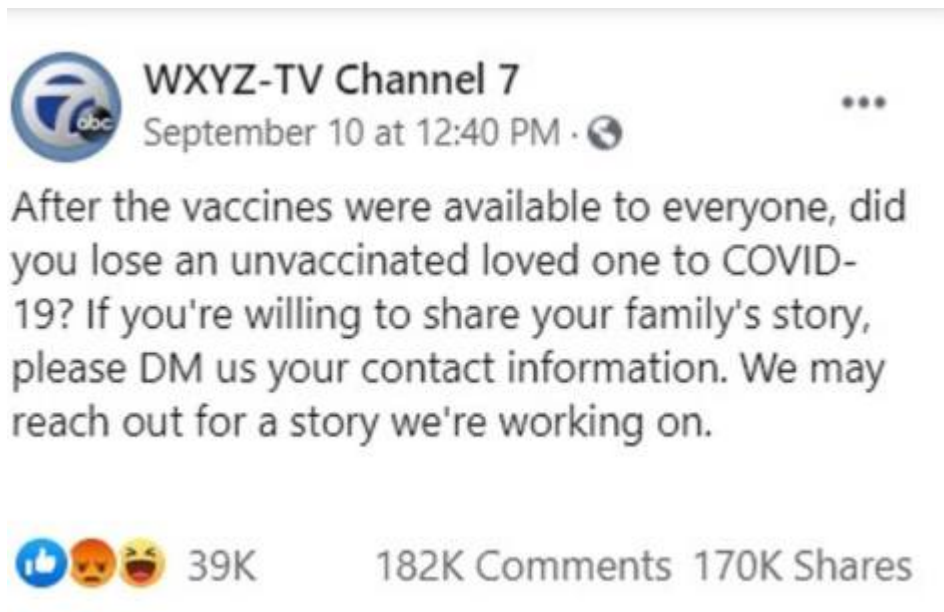 WXYZ-TV Channel 7
September 10 at 12:40 PM ·
After the vaccines were available to everyone, did
you lose an unvaccinated loved one to COVID-
19? If you're willing to share your family's story,
please DM us your contact information. We may
reach out for a story we're working on.
39K 182K Comments 170K Shares
7 abc